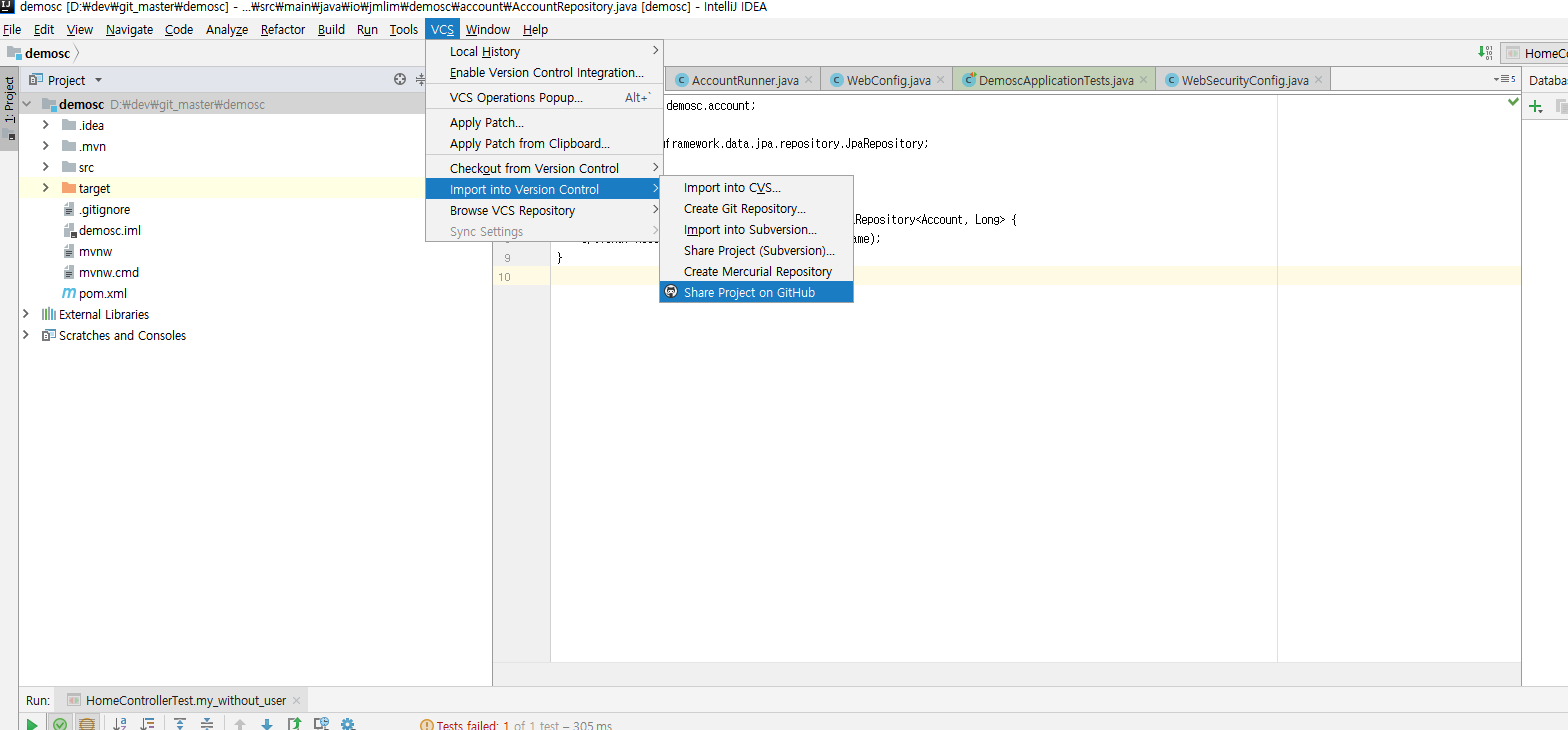 demosc [D:₩dev₩git_master₩demosc] - ...₩src₩main₩java₩io₩jmlim₩demosc₩account₩AccountRepository.java [demosc] - IntelliJ IDEA
File Edit View Navigate Code Analyze Refactor Build Run Tools VCS Window Help
demosc
HomeCo
1: Project
Project
AccountRunner.java
WebConfig.java
DemoscApplicationTests.java
WebSecurityConfig.java
5
Databas
demosc D:₩dev₩git_master₩demosc
.idea
.mvn
src
target
.gitignore
demosc.iml
mvnw
mvnw.cmd
pom.xml
External Libraries
Scratches and Consoles
Local History
Enable Version Control Integration...
VCS Operations Popup... Alt+`
Apply Patch...
Apply Patch from Clipboard...
Checkout from Version Control
Import into Version Control
Browse VCS Repository
Sync Settings
Import into CVS...
Create Git Repository...
Import into Subversion...
Share Project (Subversion)...
Create Mercurial Repository
Share Project on GitHub
demosc.account;
framework.data.jpa.repository.JpaRepository;
Repository<Account, Long> {
ame);
9 }
10
Run: HomeControllerTest.my_without_user
Tests failed: 1 of 1 test – 305 ms